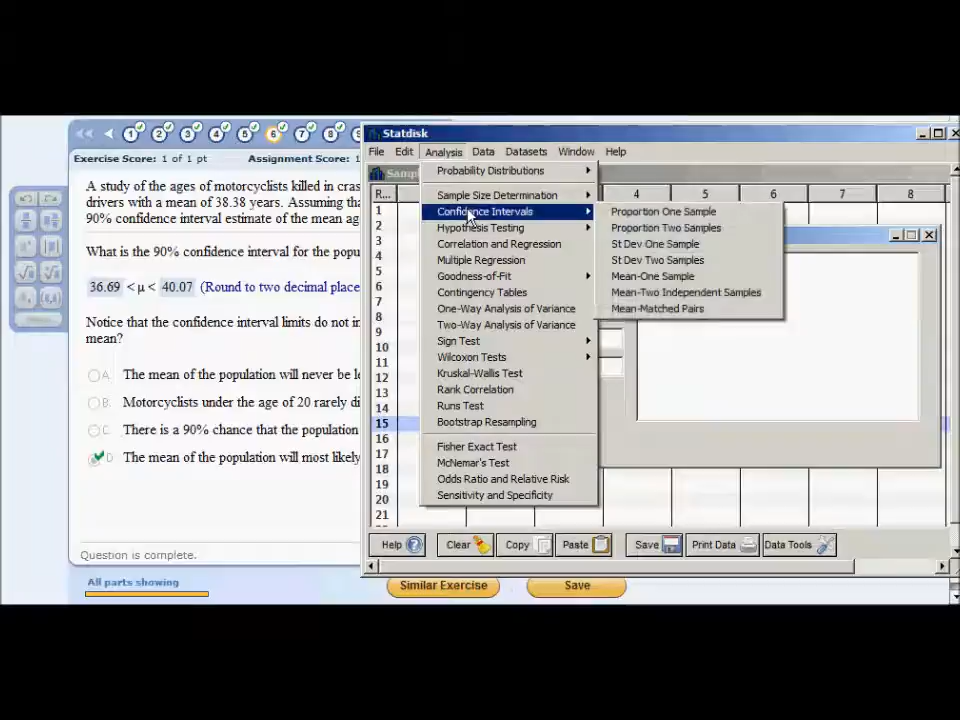 1 2 3 4 5 6 7 8
Exercise Score: 1 of 1 pt Assignment Score: 1
A study of the ages of motorcyclists killed in cras
drivers with a mean of 38.38 years. Assuming tha
90% confidence interval estimate of the mean ag
What is the 90% confidence interval for the popu
36.69 < μ < 40.07 (Round to two decimal place
Notice that the confidence interval limits do not in
mean?
A. The mean of the population will never be le
B. Motorcyclists under the age of 20 rarely di
C. There is a 90% chance that the population
D. The mean of the population will most likely
Question is complete.
All parts showing
Similar Exercise
Save
Statdisk
File Edit Analysis Data Datasets Window Help
Samp
R... 4 5 6 7 8
1
2
3
4
5
6
7
8
9
10
11
12
13
14
15
16
17
18
19
20
21
Probability Distributions
Sample Size Determination
Confidence Intervals
Hypothesis Testing
Correlation and Regression
Multiple Regression
Goodness-of-Fit
Contingency Tables
One-Way Analysis of Variance
Two-Way Analysis of Variance
Sign Test
Wilcoxon Tests
Kruskal-Wallis Test
Rank Correlation
Runs Test
Bootstrap Resampling
Fisher Exact Test
McNemar's Test
Odds Ratio and Relative Risk
Sensitivity and Specificity
Proportion One Sample
Proportion Two Samples
St Dev One Sample
St Dev Two Samples
Mean-One Sample
Mean-Two Independent Samples
Mean-Matched Pairs
Help Clear Copy Paste Save Print Data Data Tools